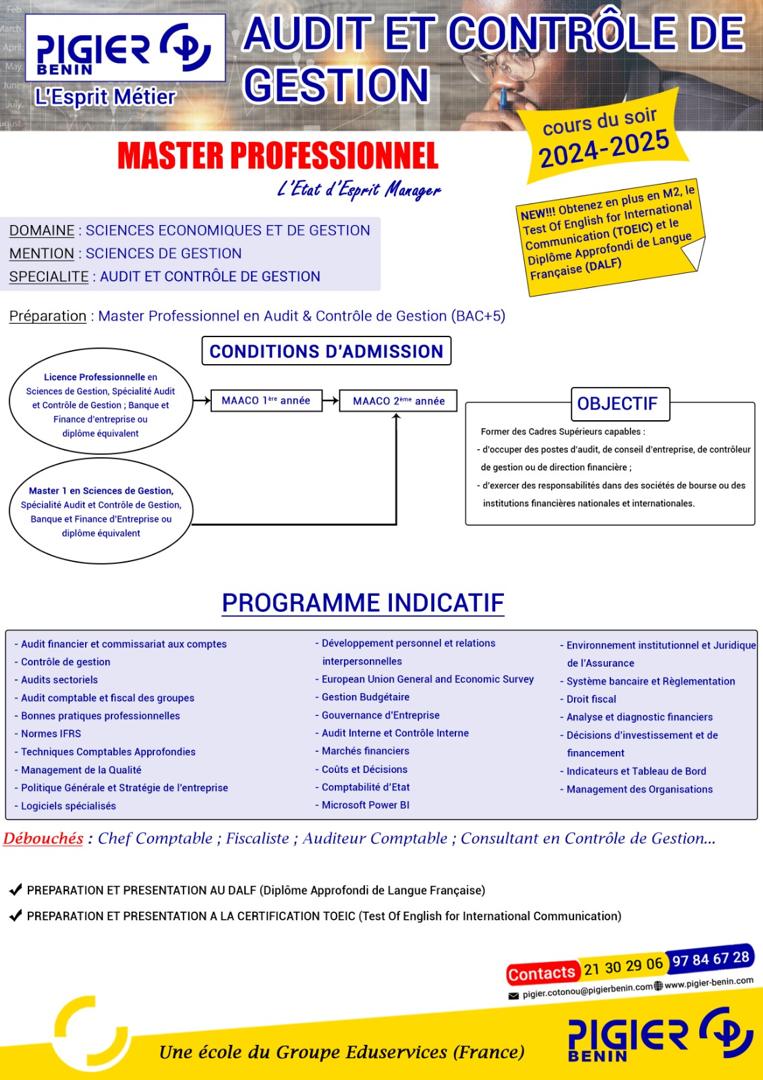 Feb.
March.
April.
May.
June
July.
August
PIGIER
BENIN
L'Esprit Métier
AUDIT ET CONTRÔLE DE
GESTION
MASTER PROFESSIONNEL
L'Etat d'Esprit Manager
cours du soir
2024-2025
NEW!!! Obtenez en plus en M2, le
Test Of English for International
Communication (TOEIC) et le
Diplôme Approfondi de Langue
Française (DALF)
DOMAINE : SCIENCES ECONOMIQUES ET DE GESTION
MENTION : SCIENCES DE GESTION
SPECIALITE : AUDIT ET CONTRÔLE DE GESTION
Préparation : Master Professionnel en Audit & Contrôle de Gestion (BAC+5)
CONDITIONS D'ADMISSION
Licence Professionnelle en
Sciences de Gestion, Spécialité Audit
et Contrôle de Gestion ; Banque et
Finance d'entreprise ou
diplôme équivalent
MAACO 1ère année
MAACO 2ème année
Master 1 en Sciences de Gestion,
Spécialité Audit et Contrôle de Gestion,
Banque et Finance d'Entreprise ou
diplôme équivalent
OBJECTIF
Former des Cadres Supérieurs capables :
- d'occuper des postes d'audit, de conseil d'entreprise, de contrôleur
de gestion ou de direction financière ;
- d'exercer des responsabilités dans des sociétés de bourse ou des
institutions financières nationales et internationales.
PROGRAMME INDICATIF
- Audit financier et commissariat aux comptes
- Contrôle de gestion
- Audits sectoriels
- Audit comptable et fiscal des groupes
- Bonnes pratiques professionnelles
- Normes IFRS
- Techniques Comptables Approfondies
- Management de la Qualité
- Politique Générale et Stratégie de l'entreprise
- Logiciels spécialisés
- Développement personnel et relations
interpersonnelles
- European Union General and Economic Survey
- Gestion Budgétaire
- Gouvernance d'Entreprise
- Audit Interne et Contrôle Interne
- Marchés financiers
- Coûts et Décisions
- Comptabilité d'Etat
- Microsoft Power BI
- Environnement institutionnel et Juridique
de l'Assurance
- Système bancaire et Règlementation
- Droit fiscal
- Analyse et diagnostic financiers
- Décisions d'investissement et de
financement
- Indicateurs et Tableau de Bord
- Management des Organisations
Débouchés : Chef Comptable ; Fiscaliste ; Auditeur Comptable ; Consultant en Contrôle de Gestion...
PREPARATION ET PRESENTATION AU DALF (Diplôme Approfondi de Langue Française)
PREPARATION ET PRESENTATION A LA CERTIFICATION TOEIC (Test Of English for International Communication)
Contacts 21 30 29 06 97 84 67 28
pigier.cotonou@pigierbenin.com www.pigier-benin.com
Une école du Groupe Eduservices (France)
PIGIER
BENIN